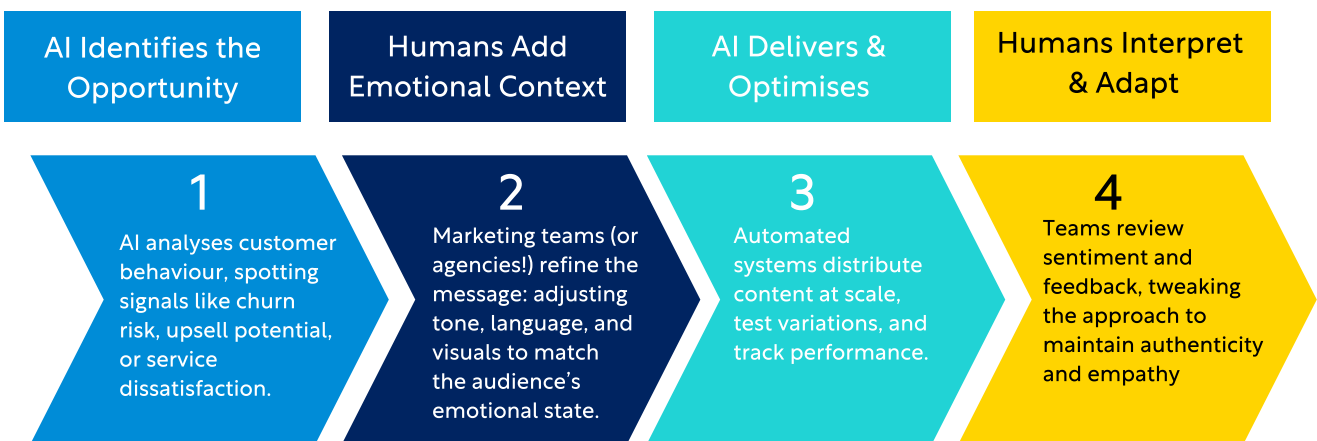 AI Identifies the
Opportunity
Humans Add
Emotional Context
AI Delivers &
Optimises
Humans Interpret
& Adapt
1
AI analyses customer
behaviour, spotting
signals like churn
risk, upsell potential,
or service
dissatisfaction.
2
Marketing teams (or
agencies!) refine the
message: adjusting
tone, language, and
visuals to match
the audience’s
emotional state.
3
Automated
systems distribute
content at scale,
test variations, and
track performance.
4
Teams review
sentiment and
feedback, tweaking
the approach to
maintain authenticity
and empathy